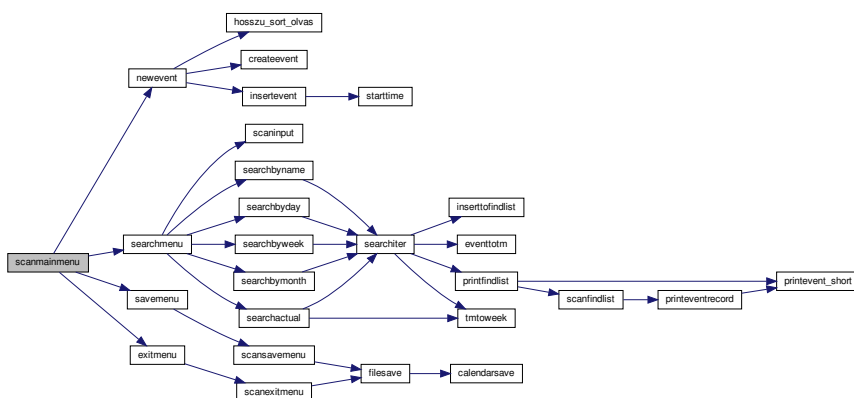 hosszu_sort_olvas
createevent
newevent
insertevent
starttime
scaninput
searchbyname
searchbyday
inserttofindlist
searchmenu
searchbyweek
searchiter
eventtotm
scanmainmenu
searchbymonth
printfindlist
printevent_short
savemenu
scanfindlist
printeventrecord
searchactual
tmtoweek
exitmenu
scansavemenu
filesave
calendarsave
scanexitmenu